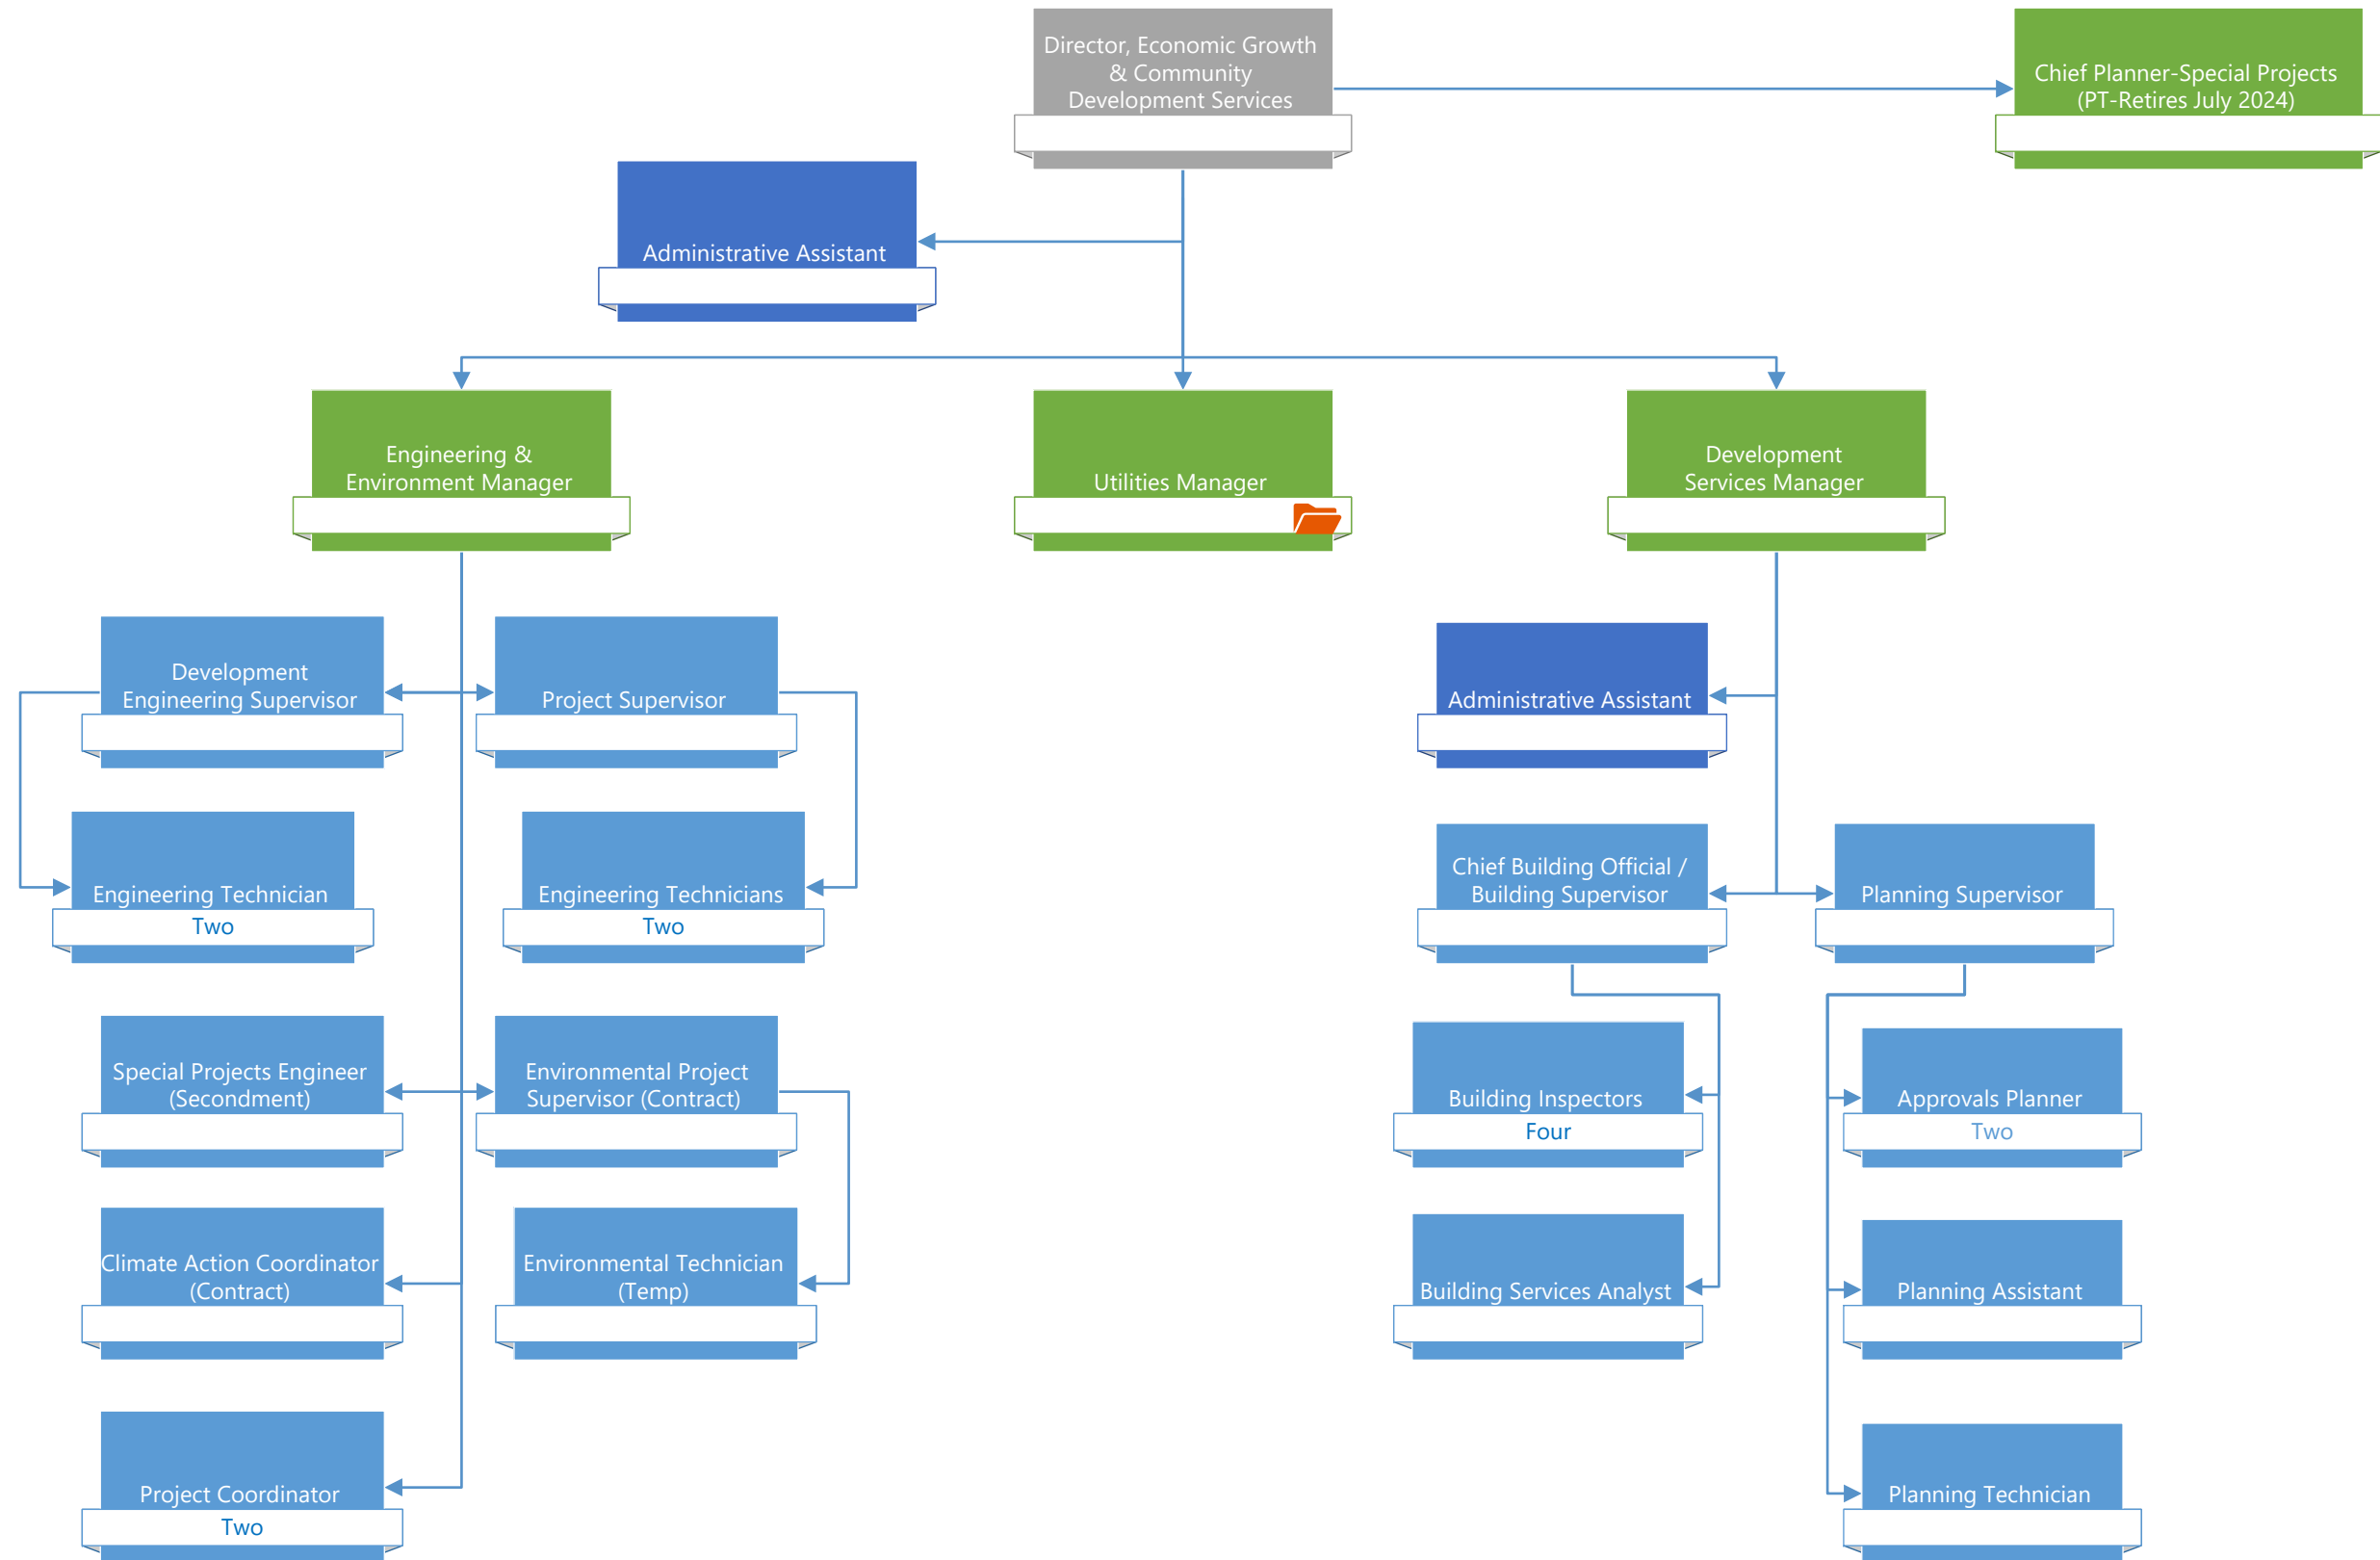 Director, Economic Growth
& Community
Development Services
Chief Planner-Special Projects
(PT-Retires July 2024)
Administrative Assistant
Engineering &
Environment Manager
Utilities Manager
Development
Services Manager
Development
Engineering Supervisor
Project Supervisor
Administrative Assistant
Engineering Technician
Two
Engineering Technicians
Two
Chief Building Official /
Building Supervisor
Planning Supervisor
Special Projects Engineer
(Secondment)
Environmental Project
Supervisor (Contract)
Building Inspectors
Four
Approvals Planner
Two
Climate Action Coordinator
(Contract)
Environmental Technician
(Temp)
Building Services Analyst
Planning Assistant
Project Coordinator
Two
Planning Technician